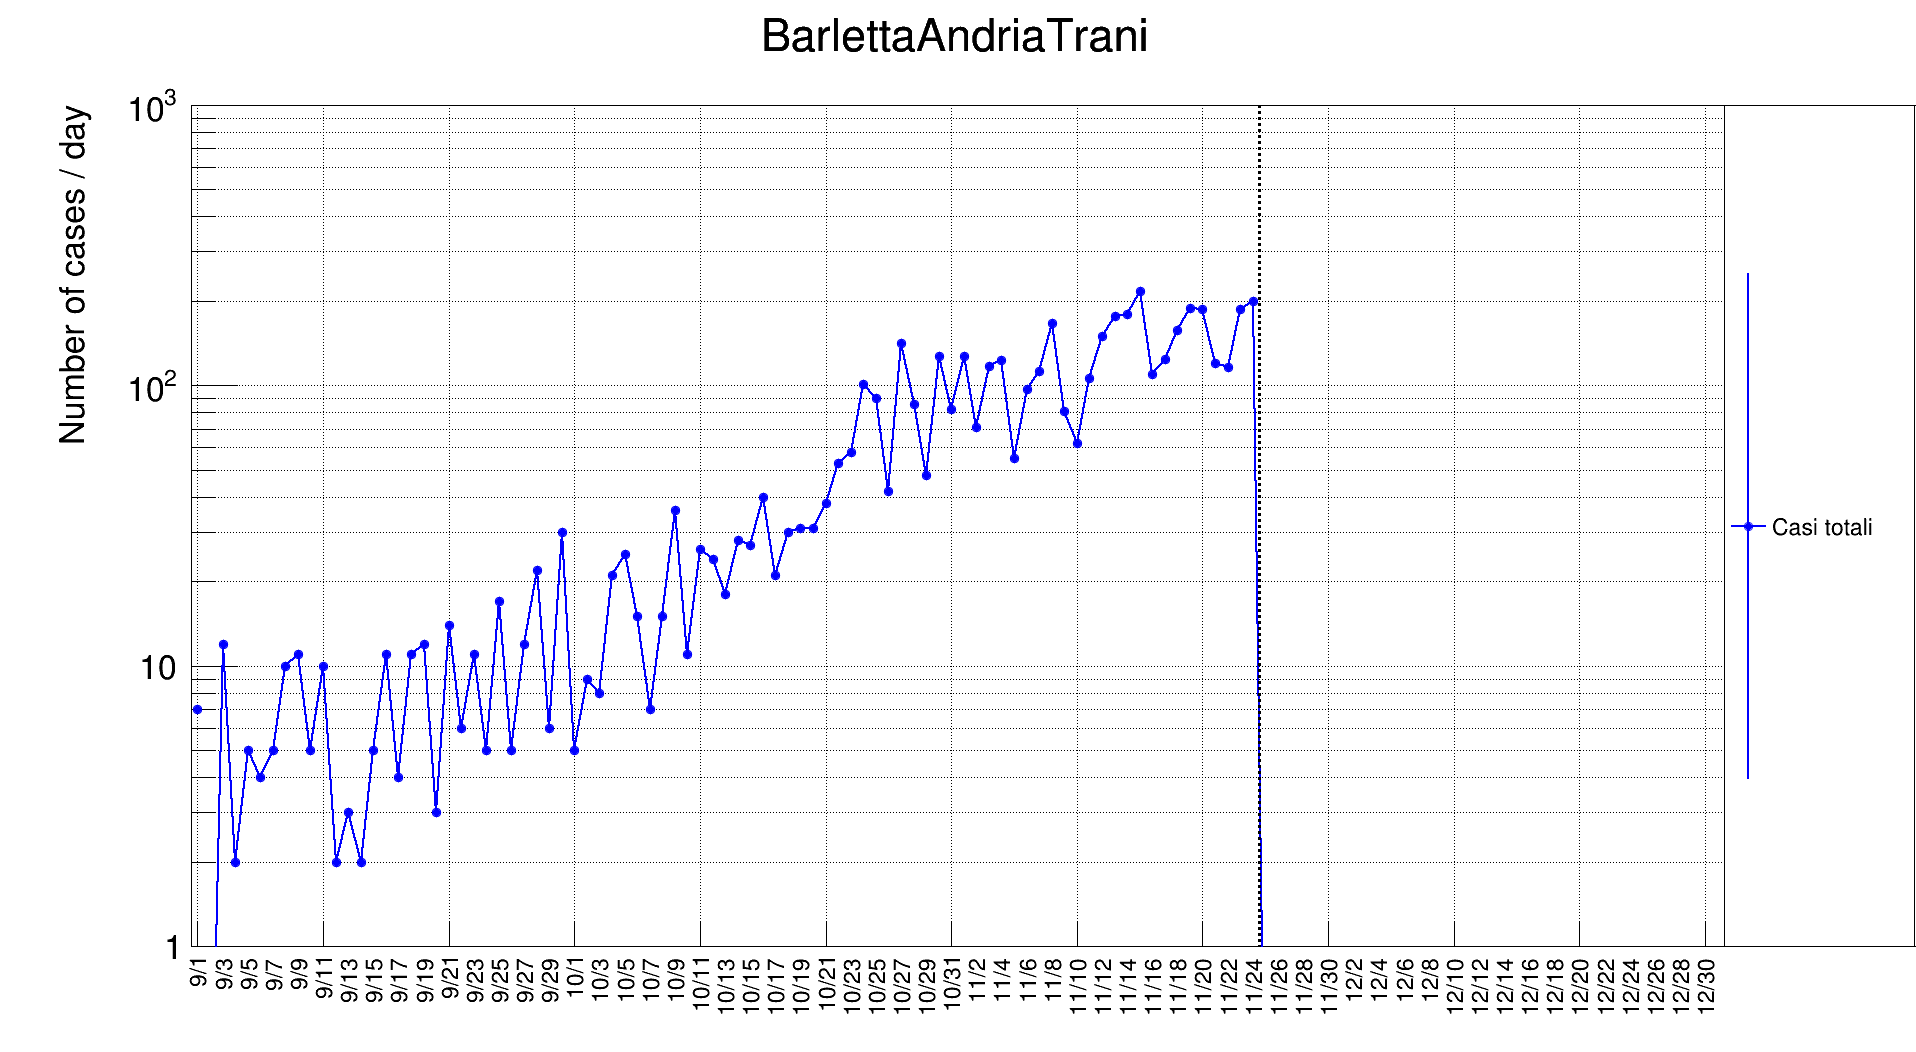 BarlettaAndriaTrani
Number of cases / day
10³
10²
10
1
9/1 9/3 9/5 9/7 9/9 9/11 9/13 9/15 9/17 9/19 9/21 9/23 9/25 9/27 9/29 10/1 10/3 10/5 10/7 10/9 10/11 10/13 10/15 10/17 10/19 10/21 10/23 10/25 10/27 10/29 10/31 11/2 11/4 11/6 11/8 11/10 11/12 11/14 11/16 11/18 11/20 11/22 11/24 11/26 11/28 11/30 12/2 12/4 12/6 12/8 12/10 12/12 12/14 12/16 12/18 12/20 12/22 12/24 12/26 12/28 12/30
Casi totali